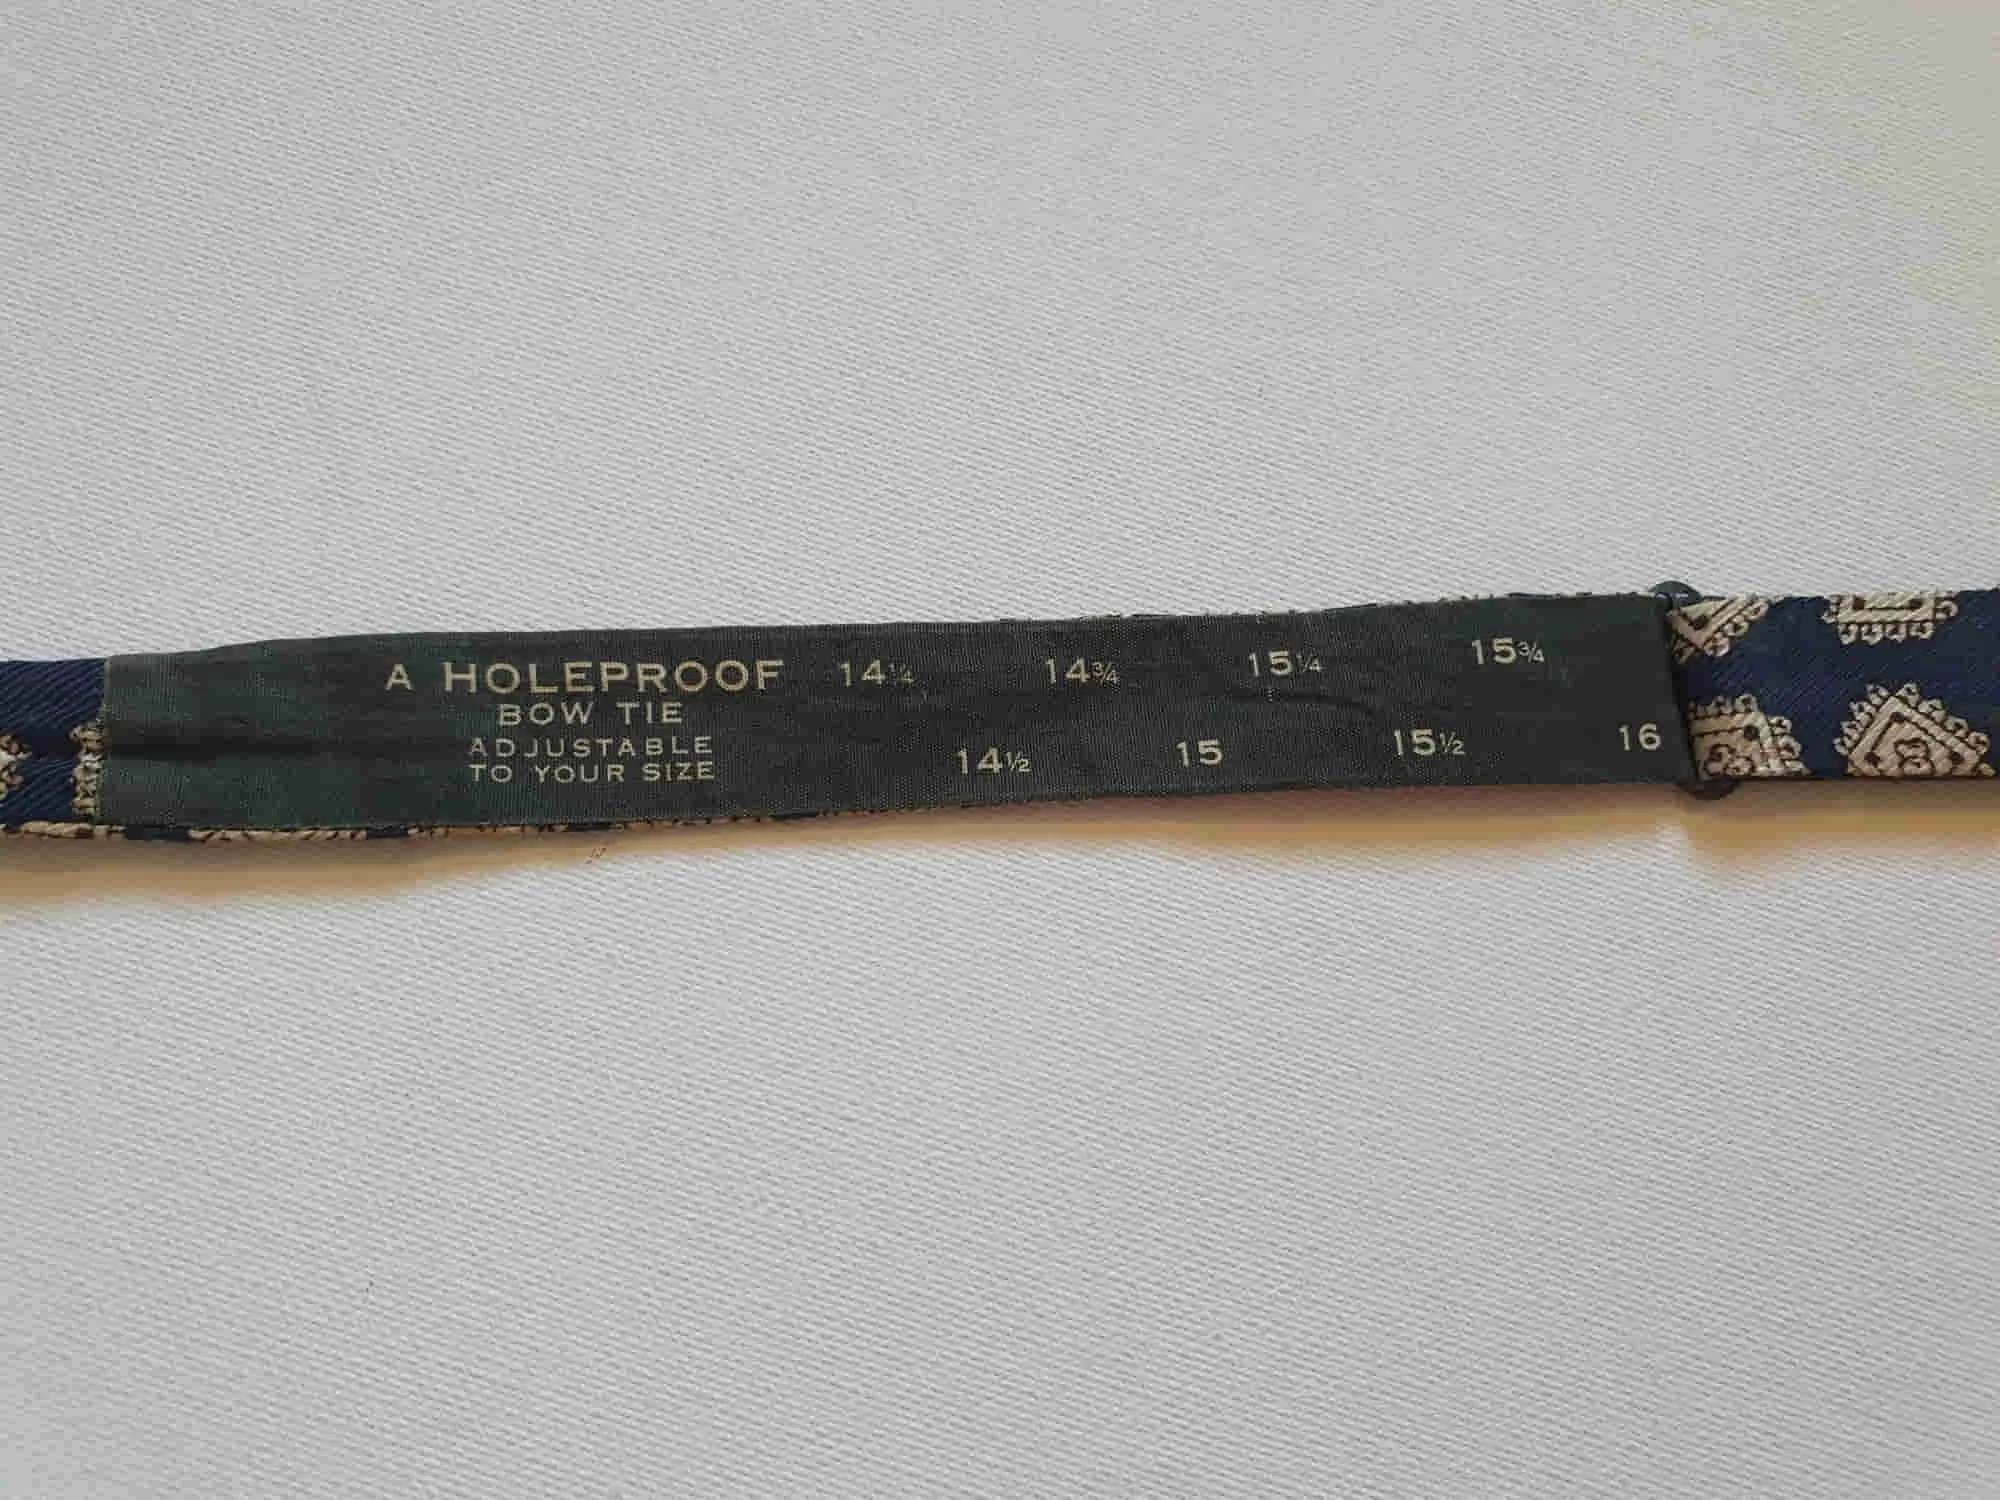 A HOLEPROOF
BOW TIE
ADJUSTABLE
TO YOUR SIZE
14¼ 14¾ 15¼ 15¾
14½ 15 15½ 16